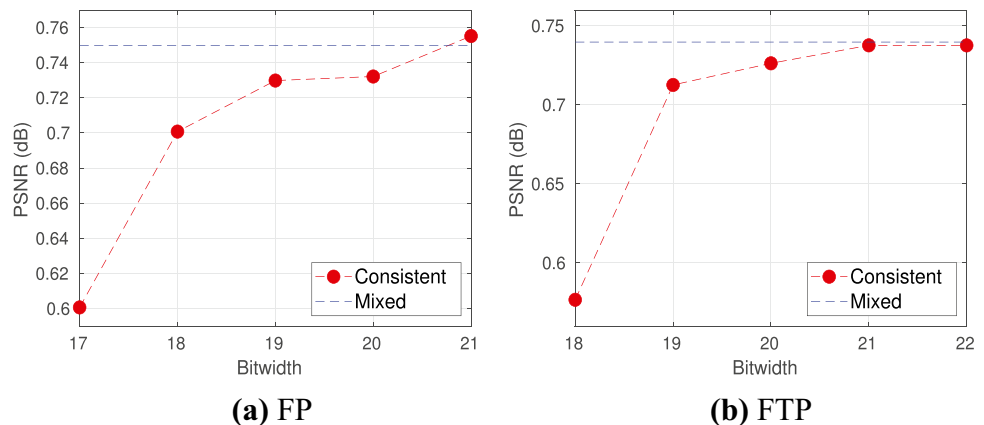 0.76
0.74
0.72
0.7
0.68
0.66
0.64
0.62
0.6
PSNR (dB)
17 18 19 20 21
Bitwidth
Consistent
Mixed
(a) FP
0.75
0.7
0.65
0.6
PSNR (dB)
18 19 20 21 22
Bitwidth
Consistent
Mixed
(b) FTP